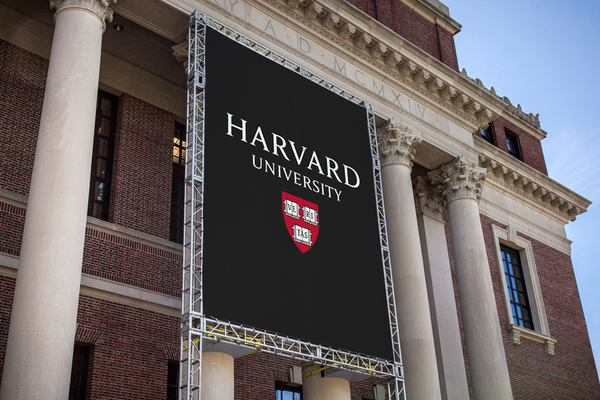 A.D. MCMXIV
HARVARD
UNIVERSITY
VE RI
TAS